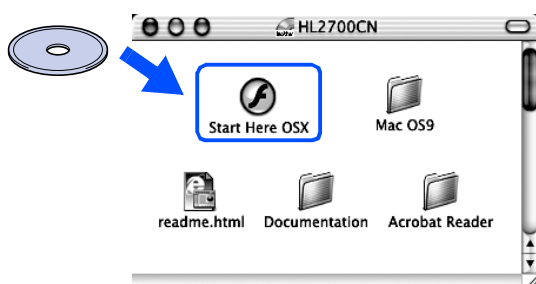 HL2700CN
Start Here OSX
Mac OS9
readme.html
Documentation
Acrobat Reader